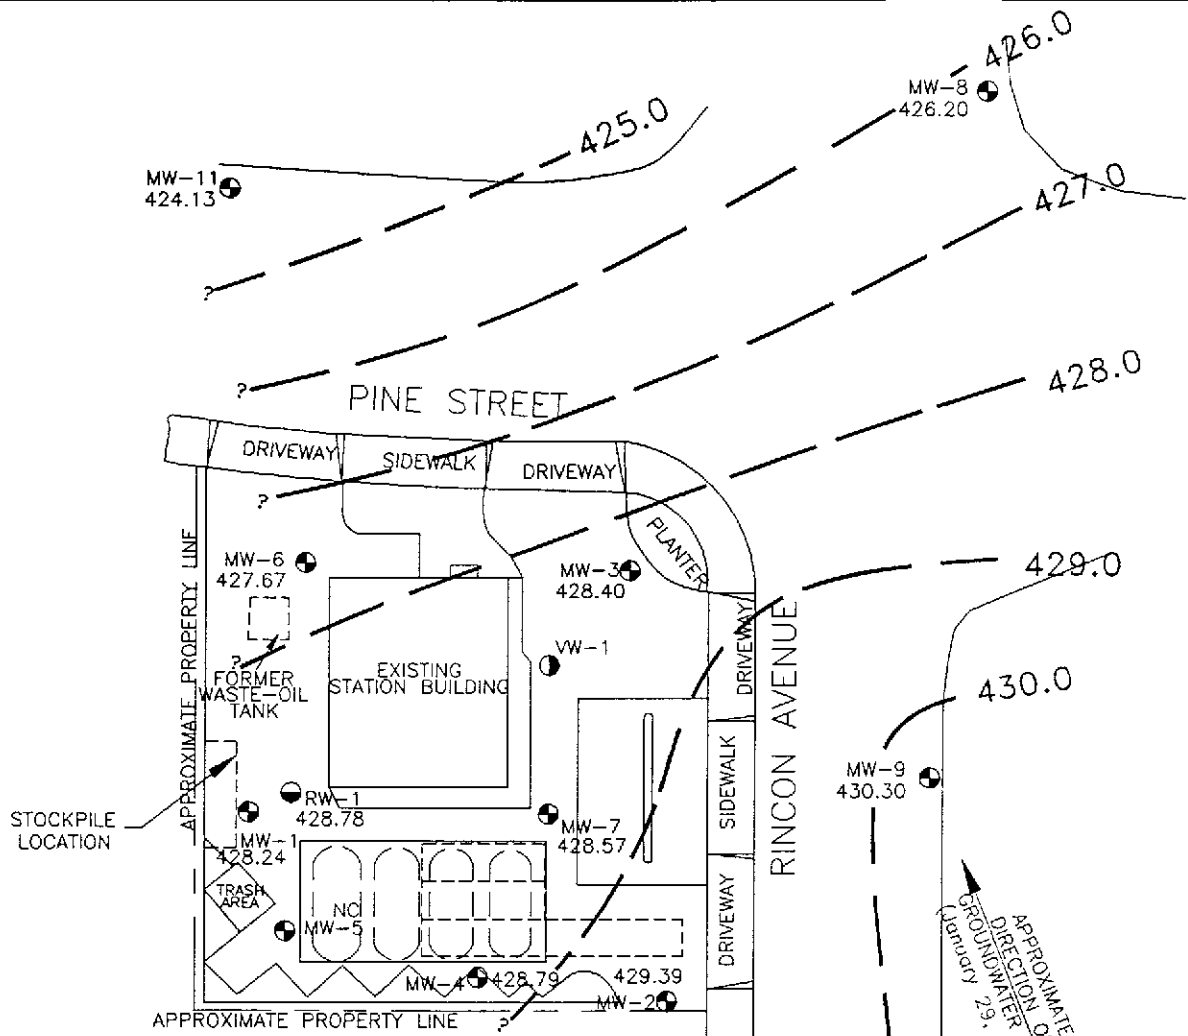 426.0
MW-8
426.20
425.0
MW-11
424.13
427.0
?
428.0
?
PINE STREET
DRIVEWAY
SIDEWALK
DRIVEWAY
?
PLANTER
MW-6
427.67
MW-3
428.40
429.0
APPROXIMATE PROPERTY LINE
VW-1
DRIVEWAY
RINCON AVENUE
?
FORMER
WASTE-OIL
TANK
EXISTING
STATION BUILDING
430.0
SIDEWALK
MW-9
430.30
STOCKPILE
LOCATION
RW-1
428.78
MW-1
428.24
MW-7
428.57
TRASH
AREA
NC
MW-5
DRIVEWAY
APPROXIMATE
DIRECTION O
GROUNDWATER
(January 29,
MW-4
428.79
429.39
MW-2
APPROXIMATE PROPERTY LINE
?